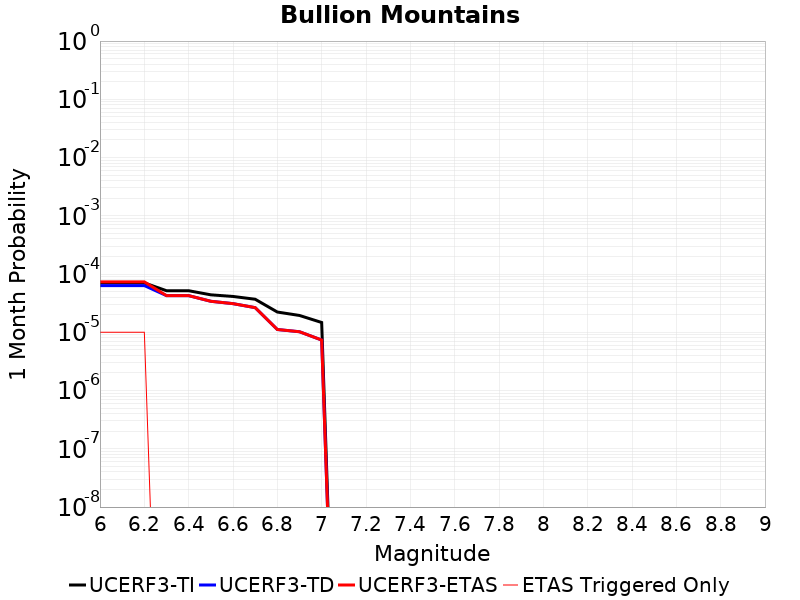 Bullion Mountains
1 Month Probability
10^0
10^-1
10^-2
10^-3
10^-4
10^-5
10^-6
10^-7
10^-8
6 6.2 6.4 6.6 6.8 7 7.2 7.4 7.6 7.8 8 8.2 8.4 8.6 8.8 9
Magnitude
UCERF3-TI UCERF3-TD UCERF3-ETAS ETAS Triggered Only